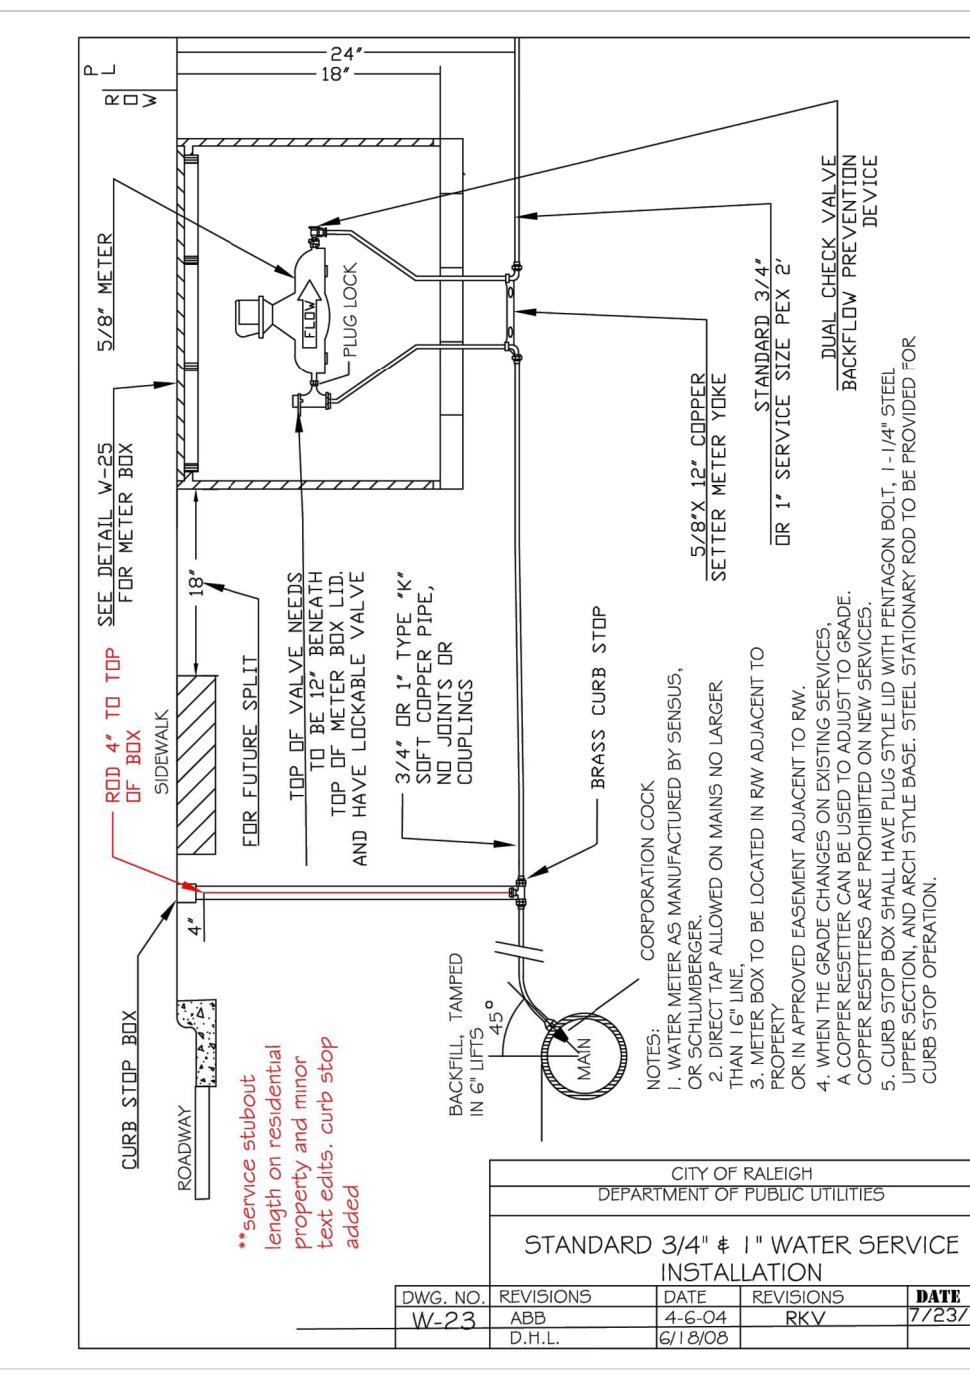 24"
18"
P
L
R
O
W
5/8" METER
SEE DETAIL W-25
FOR METER BOX
ROD 4" TO TOP
OF BOX
SIDEWALK
CURB STOP BOX
ROADWAY
4"
18"
FOR FUTURE SPLIT
FLOW
PLUG LOCK
TOP OF VALVE NEEDS
TO BE 12" BENEATH
TOP OF METER BOX LID.
AND HAVE LOCKABLE VALVE
3/4" OR 1" TYPE "K"
SOFT COPPER PIPE,
NO JOINTS OR
COUPLINGS
BRASS CURB STOP
5/8"X 12" COPPER
SETTER METER YOKE
STANDARD 3/4"
OR 1" SERVICE SIZE PEX 2'
DUAL CHECK VALVE
BACKFLOW PREVENTION
DEVICE
BACKFILL, TAMPED
IN 6" LIFTS
45°
MAIN
CORPORATION COCK
**service stubout
length on residential
property and minor
text edits. curb stop
added
NOTES:
1. WATER METER AS MANUFACTURED BY SENSUS,
OR SCHLUMBERGER.
2. DIRECT TAP ALLOWED ON MAINS NO LARGER
THAN 16" LINE,
3. METER BOX TO BE LOCATED IN R/W ADJACENT TO
PROPERTY
OR IN APPROVED EASEMENT ADJACENT TO R/W.
4. WHEN THE GRADE CHANGES ON EXISTING SERVICES,
A COPPER RESETTER CAN BE USED TO ADJUST TO GRADE.
COPPER RESETTERS ARE PROHIBITED ON NEW SERVICES.
5. CURB STOP BOX SHALL HAVE PLUG STYLE LID WITH PENTAGON BOLT, 1-1/4" STEEL
UPPER SECTION, AND ARCH STYLE BASE. STEEL STATIONARY ROD TO BE PROVIDED FOR
CURB STOP OPERATION.
CITY OF RALEIGH
DEPARTMENT OF PUBLIC UTILITIES
STANDARD 3/4" & 1" WATER SERVICE
INSTALLATION
DWG. NO. REVISIONS DATE REVISIONS DATE
W-23 ABB 4-6-04 RKV 7/23/
D.H.L. 6/18/08